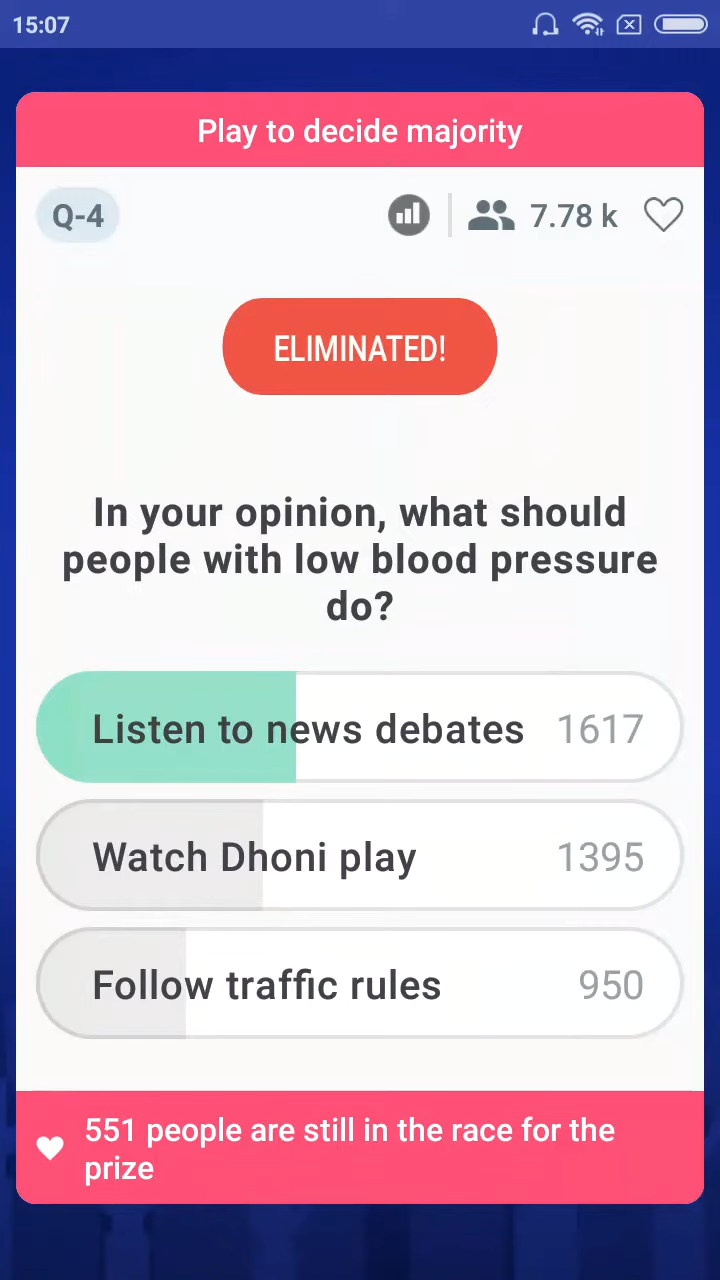 15:07
Play to decide majority
Q-4 7.78 k
ELIMINATED!
In your opinion, what should
people with low blood pressure
do?
Listen to news debates 1617
Watch Dhoni play 1395
Follow traffic rules 950
551 people are still in the race for the
prize